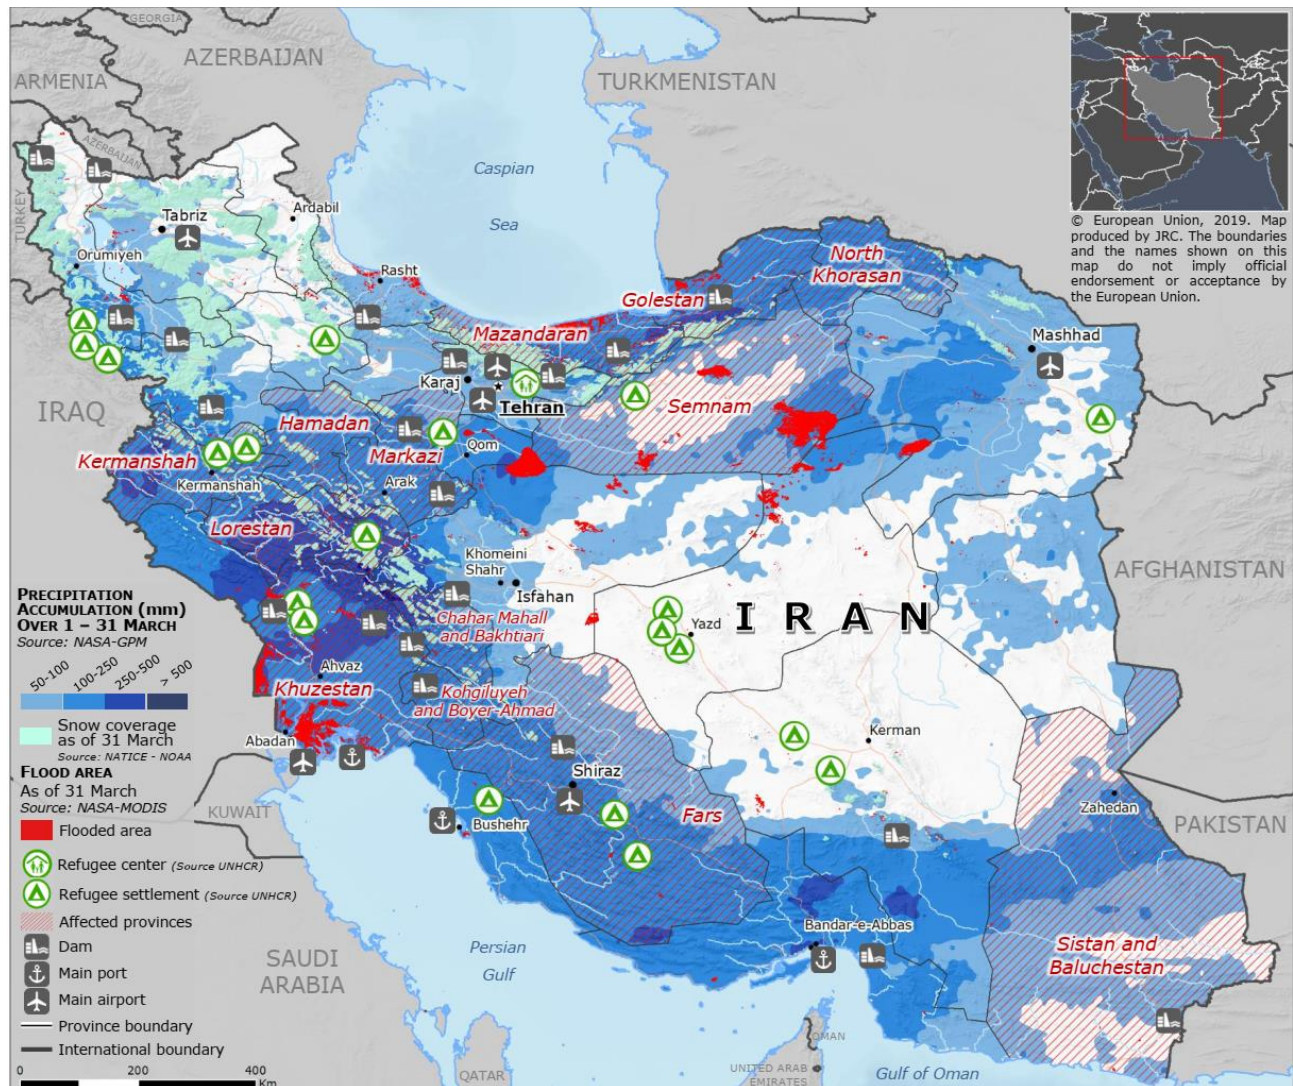 GEORGIA
AZERBAIJAN
ARMENIA
AZERBAIJAN
TURKEY
TURKMENISTAN
Caspian
Sea
© European Union, 2019. Map
produced by JRC. The boundaries
and the names shown on this
map do not imply official
endorsement or acceptance by
the European Union.
Tabriz
Ardabil
Orumiyeh
Rasht
North
Khorasan
Golestan
Mazandaran
Mashhad
IRAQ
Karaj
Tehran
Semnam
Hamadan
Markazi
Qom
Kermanshah
Kermanshah
Arak
Lorestan
Khomeini
Shahr
Isfahan
AFGHANISTAN
IRAN
Yazd
Chahar Mahall
and Bakhtiari
Ahvaz
Khuzestan
Kohgiluyeh
and Boyer-Ahmad
Abadan
Kerman
Shiraz
Fars
Zahedan
KUWAIT
Bushehr
PAKISTAN
Bandar-e-Abbas
Sistan and
Baluchestan
Persian
Gulf
SAUDI
ARABIA
QATAR
OMAN
UNITED ARAB
EMIRATES
Gulf of Oman
PRECIPITATION
ACCUMULATION (mm)
OVER 1 – 31 MARCH
Source: NASA-GPM
50-100 100-250 250-500 > 500
Snow coverage
as of 31 March
Source: NATICE - NOAA
FLOOD AREA
As of 31 March
Source: NASA-MODIS
Flooded area
Refugee center (Source UNHCR)
Refugee settlement (Source UNHCR)
Affected provinces
Dam
Main port
Main airport
Province boundary
International boundary
0 200 400
Km